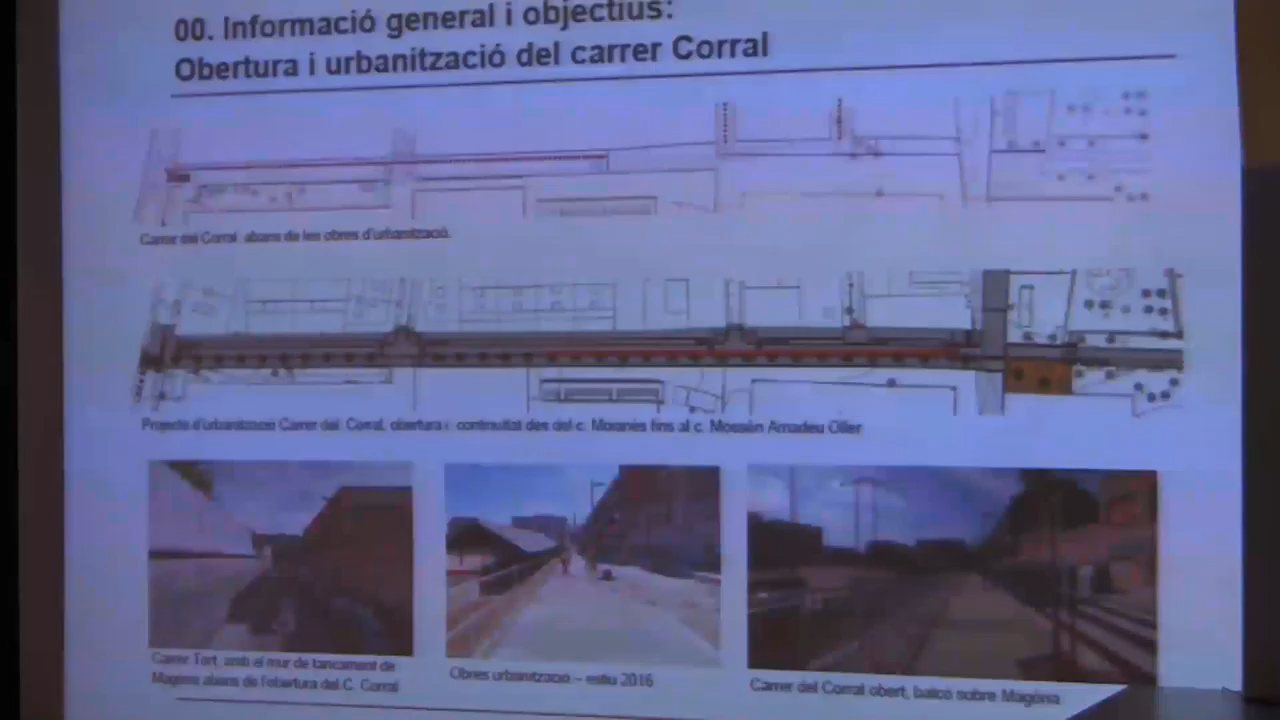 00. Informació general i objectius:
Obertura i urbanització del carrer Corral
Carrer del Corral, abans de les obres d'urbanització.
Projecte d'urbanització Carrer del Corral, obertura i continuïtat des del c. Moianès fins al c. Mossèn Amadeu Oller
Carrer Tort, amb el mur de tancament de
Magòria abans de l'obertura del C. Corral
Obres urbanització – estiu 2016
Carrer del Corral obert, balcó sobre Magòria